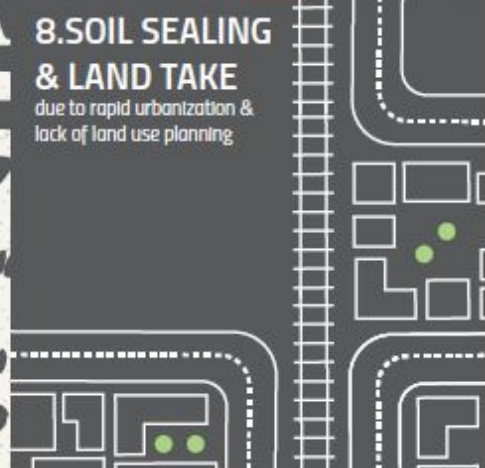 8.SOIL SEALING
& LAND TAKE
due to rapid urbanization &
lack of land use planning